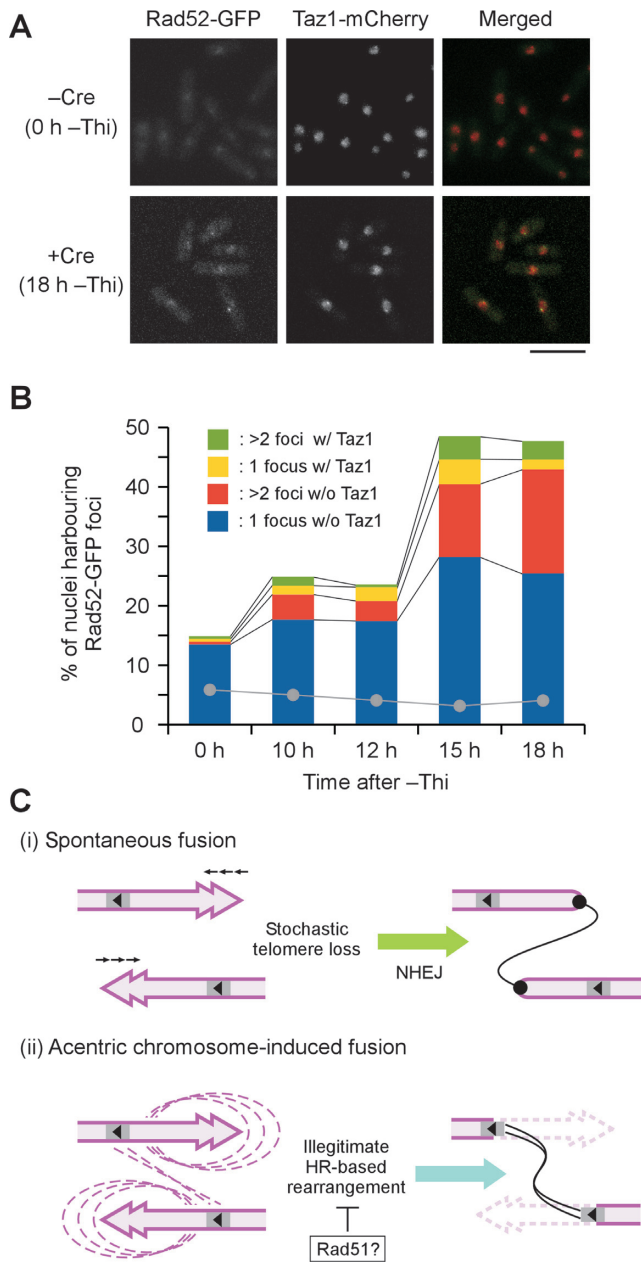 A
Rad52-GFP
Taz1-mCherry
Merged
–Cre
(0 h –Thi)
+Cre
(18 h –Thi)
B
% of nuclei harbouring
Rad52-GFP foci
50
40
30
20
10
0
: >2 foci w/ Taz1
: 1 focus w/ Taz1
: >2 foci w/o Taz1
: 1 focus w/o Taz1
0 h
10 h
12 h
15 h
18 h
Time after –Thi
C
(i) Spontaneous fusion
Stochastic
telomere loss
NHEJ
(ii) Acentric chromosome-induced fusion
Illegitimate
HR-based
rearrangement
Rad51?